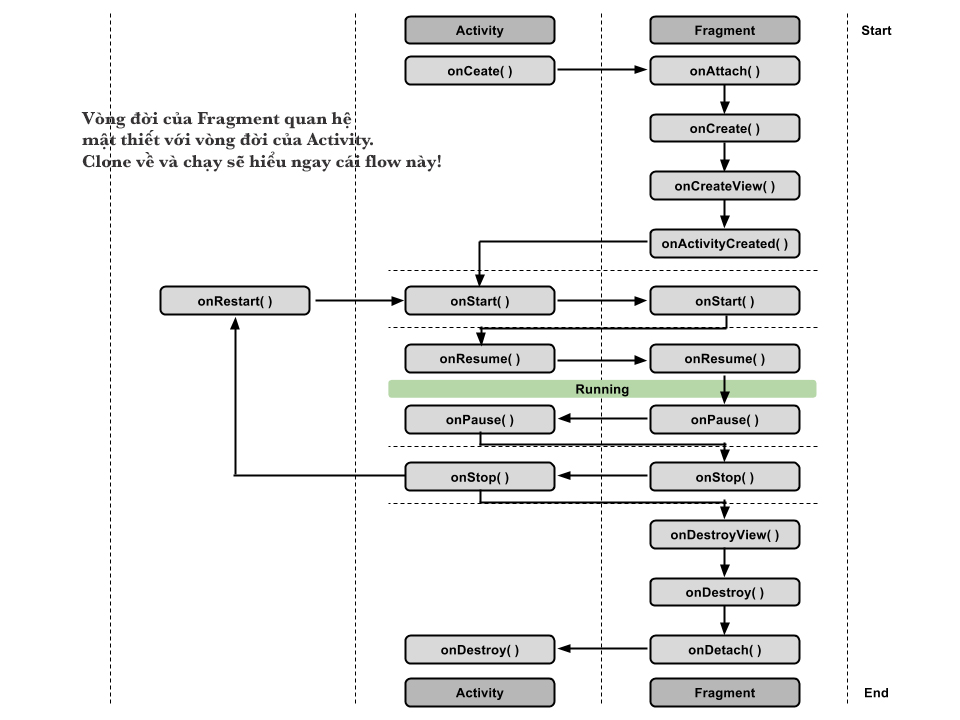 Activity Fragment Start
onCeate( ) onAttach( )
Vòng đời của Fragment quan hệ
mật thiết với vòng đời của Activity.
Clone về và chạy sẽ hiểu ngay cái flow này!
onCreate( )
onCreateView( )
onActivityCreated( )
onRestart( ) onStart( ) onStart( )
onResume( ) onResume( )
Running
onPause( ) onPause( )
onStop( ) onStop( )
onDestroyView( )
onDestroy( )
onDestroy( ) onDetach( )
Activity Fragment End